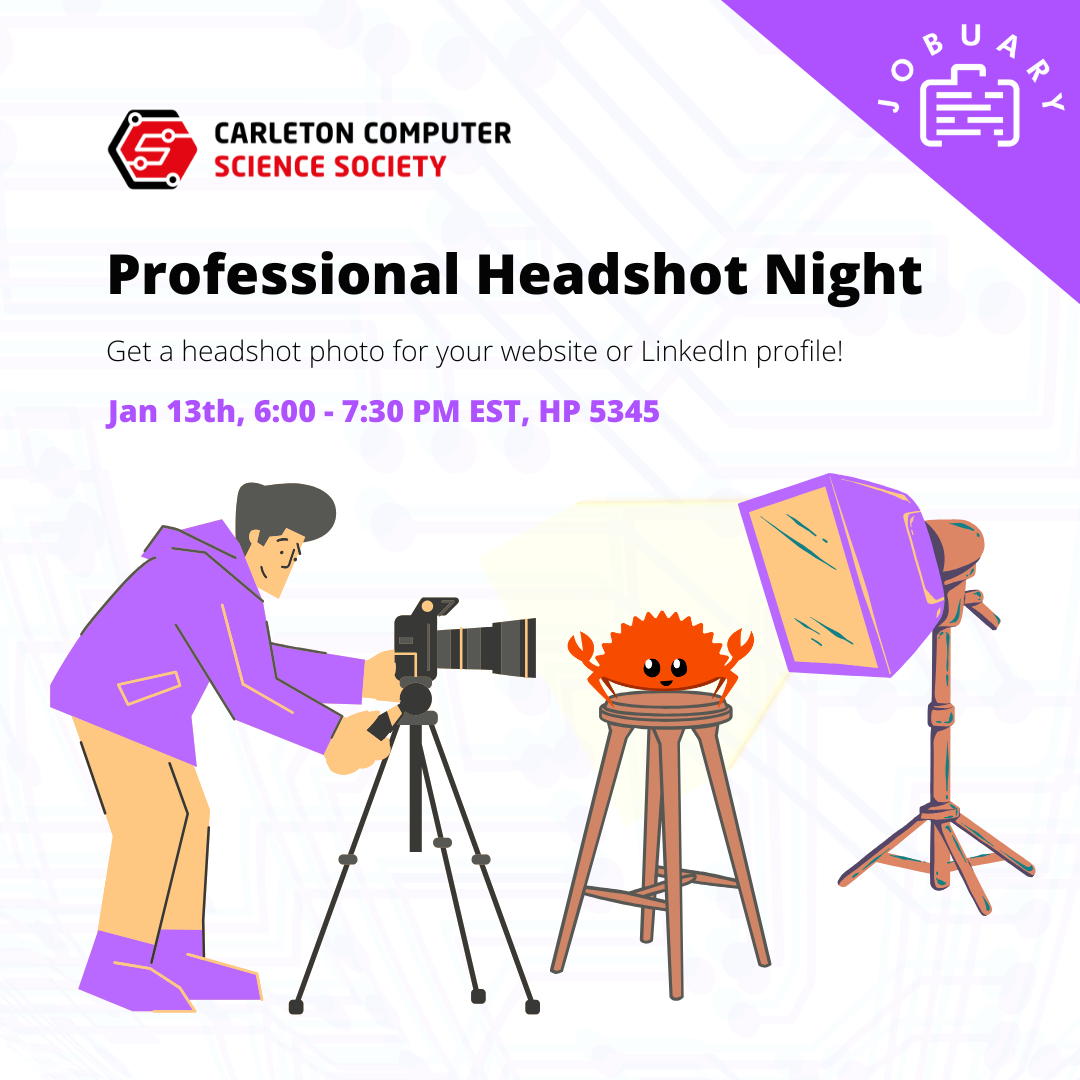 JOBUARY
CARLETON COMPUTER
SCIENCE SOCIETY
Professional Headshot Night
Get a headshot photo for your website or LinkedIn profile!
Jan 13th, 6:00 - 7:30 PM EST, HP 5345